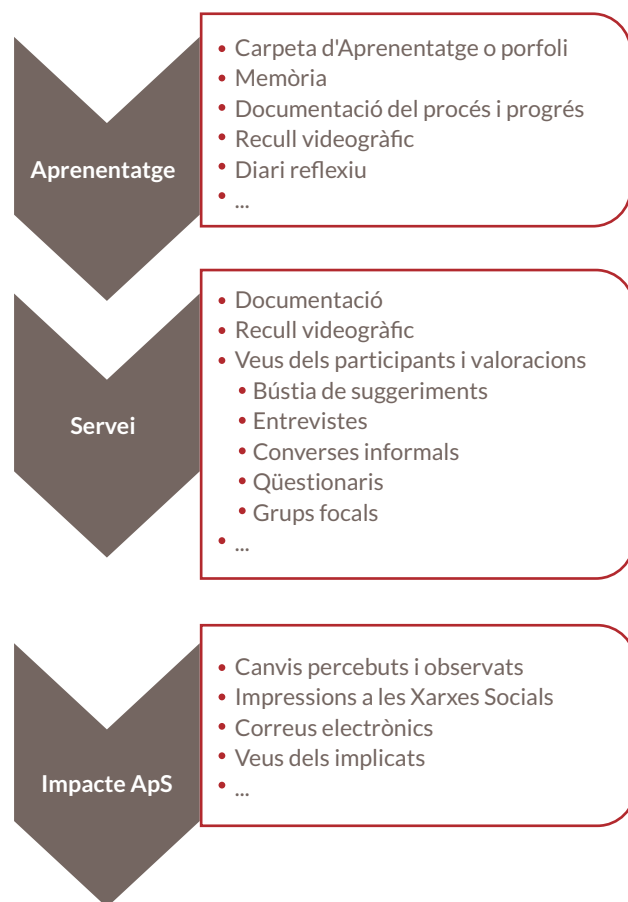 Aprenentatge
• Carpeta d'Aprenentatge o porfoli
• Memòria
• Documentació del procés i progrés
• Recull videogràfic
• Diari reflexiu
• ...
Servei
• Documentació
• Recull videogràfic
• Veus dels participants i valoracions
• Bústia de suggeriments
• Entrevistes
• Converses informals
• Qüestionaris
• Grups focals
• ...
Impacte ApS
• Canvis percebuts i observats
• Impressions a les Xarxes Socials
• Correus electrònics
• Veus dels implicats
• ...